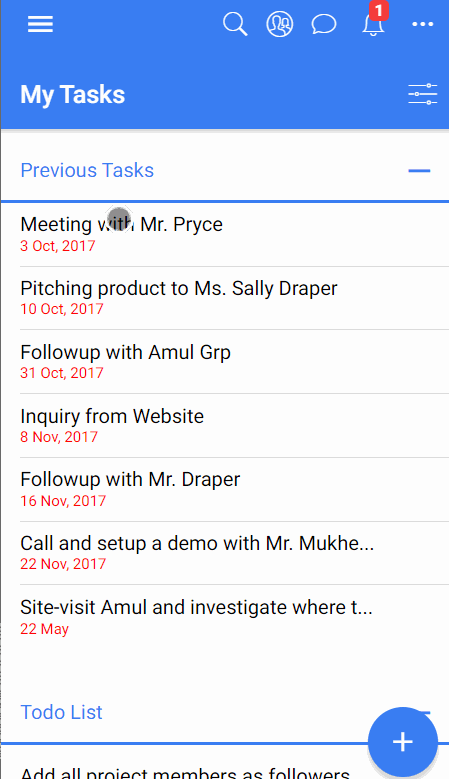 1
My Tasks
Previous Tasks
Meeting with Mr. Pryce
3 Oct, 2017
Pitching product to Ms. Sally Draper
10 Oct, 2017
Followup with Amul Grp
31 Oct, 2017
Inquiry from Website
8 Nov, 2017
Followup with Mr. Draper
16 Nov, 2017
Call and setup a demo with Mr. Mukhe...
22 Nov, 2017
Site-visit Amul and investigate where t...
22 May
Todo List
Add all project members as followers